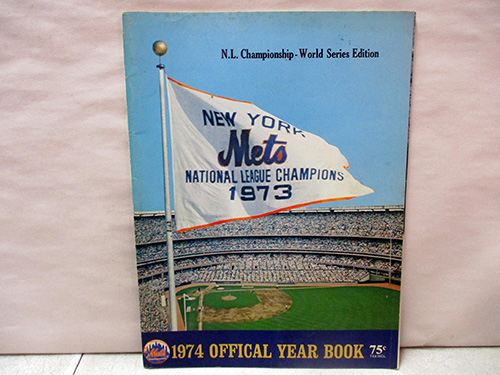 N.L. Championship - World Series Edition
NEW YORK
Mets
NATIONAL LEAGUE CHAMPIONS
1973
1974 OFFICAL YEAR BOOK 75¢